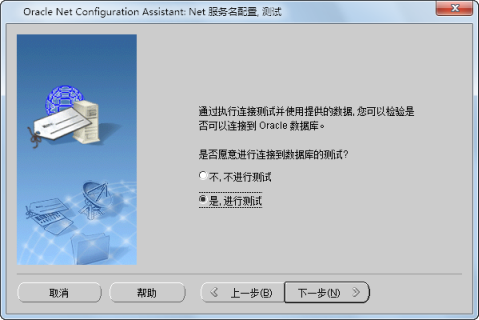 Oracle Net Configuration Assistant: Net 服务名配置, 测试
通过执行连接测试并使用提供的数据, 您可以检验是
否可以连接到 Oracle 数据库。
是否愿意进行连接到数据库的测试?
不, 不进行测试
是, 进行测试
取消
帮助
上一步(B)
下一步(N)